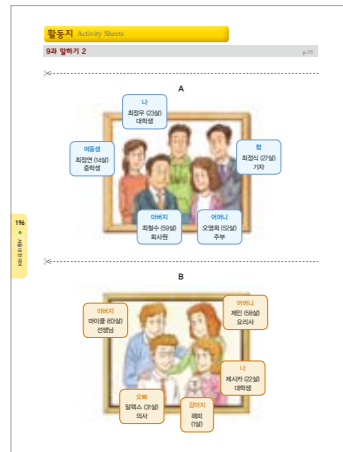 활동지 Activity Sheets
9과 말하기 2
p.55
A
나
최정우 (23살)
대학생
여동생
최정연 (14살)
중학생
형
최정식 (27살)
기자
아버지
최철수 (59살)
회사원
어머니
오영희 (52살)
주부
196
B
아버지
마이클 (63살)
선생님
어머니
제인 (58살)
요리사
나
제시카 (22살)
대학생
오빠
알렉스 (31살)
의사
강아지
해피
(1살)